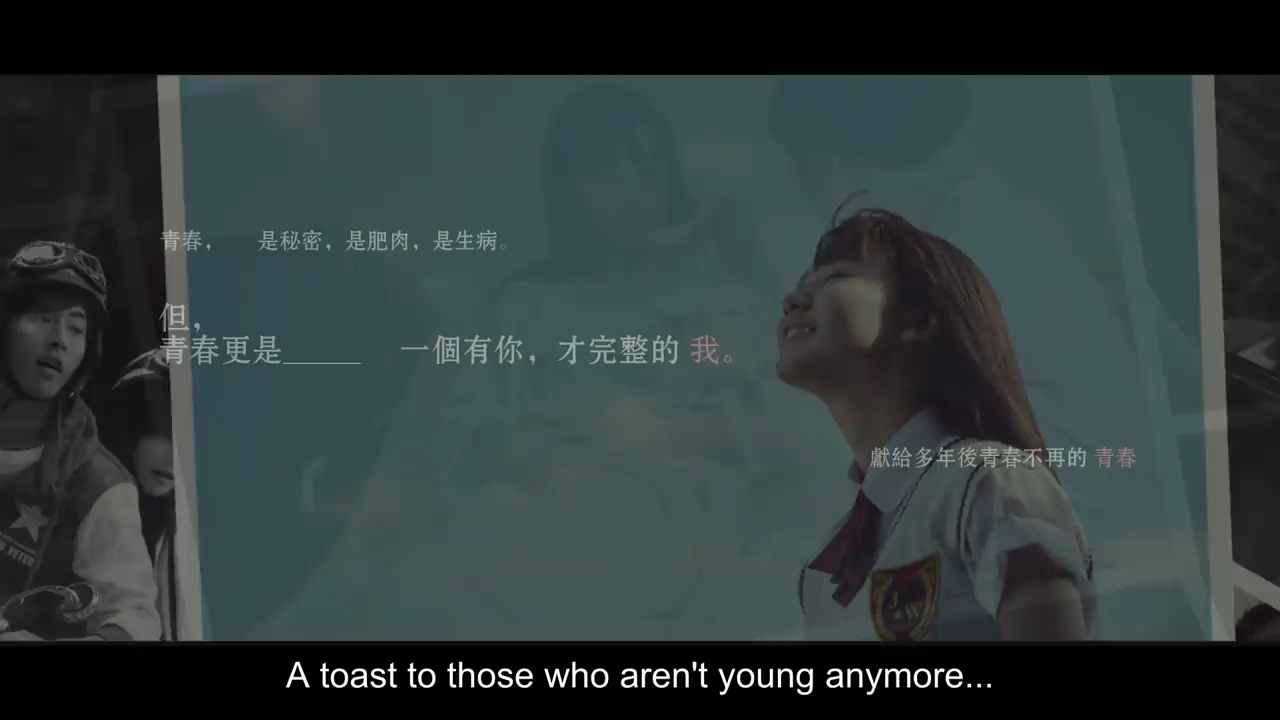 青春，　是秘密，是肥肉，是生病。
但，
青春更是_____　一個有你，才完整的 我。
獻給多年後青春不再的 青春
J W
A toast to those who aren't young anymore...